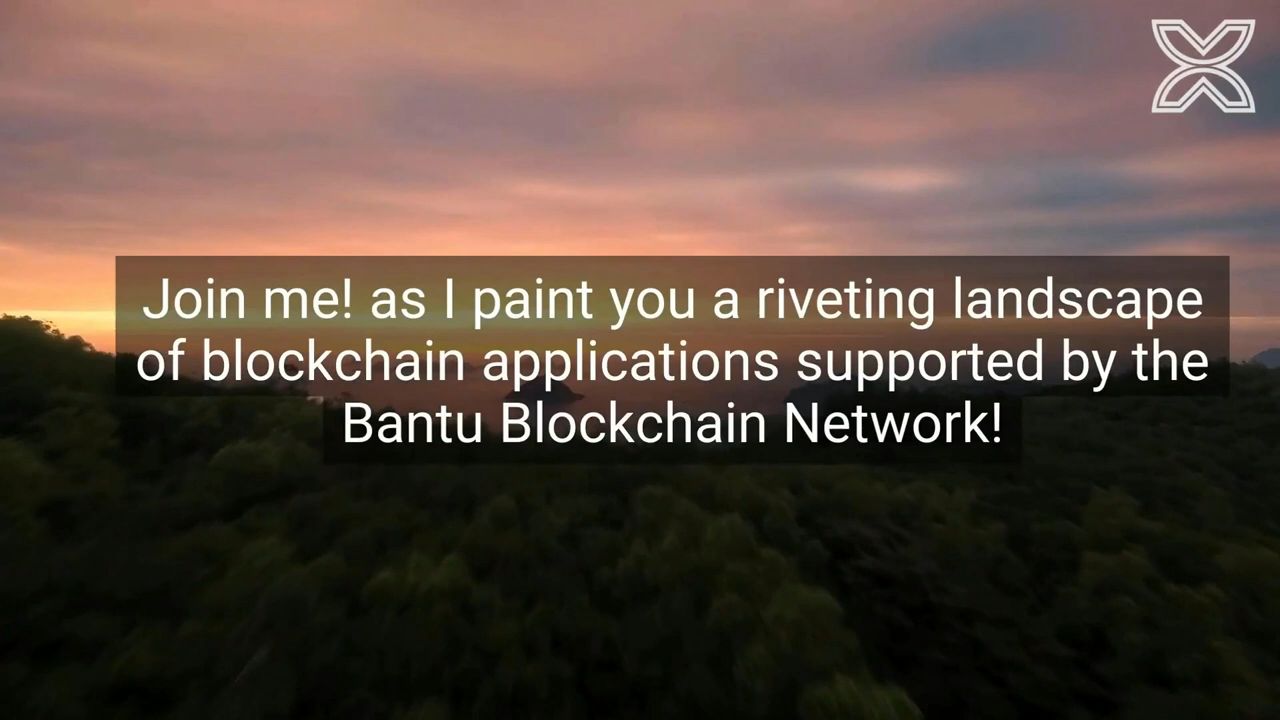 Join me! as I paint you a riveting landscape
of blockchain applications supported by the
Bantu Blockchain Network!